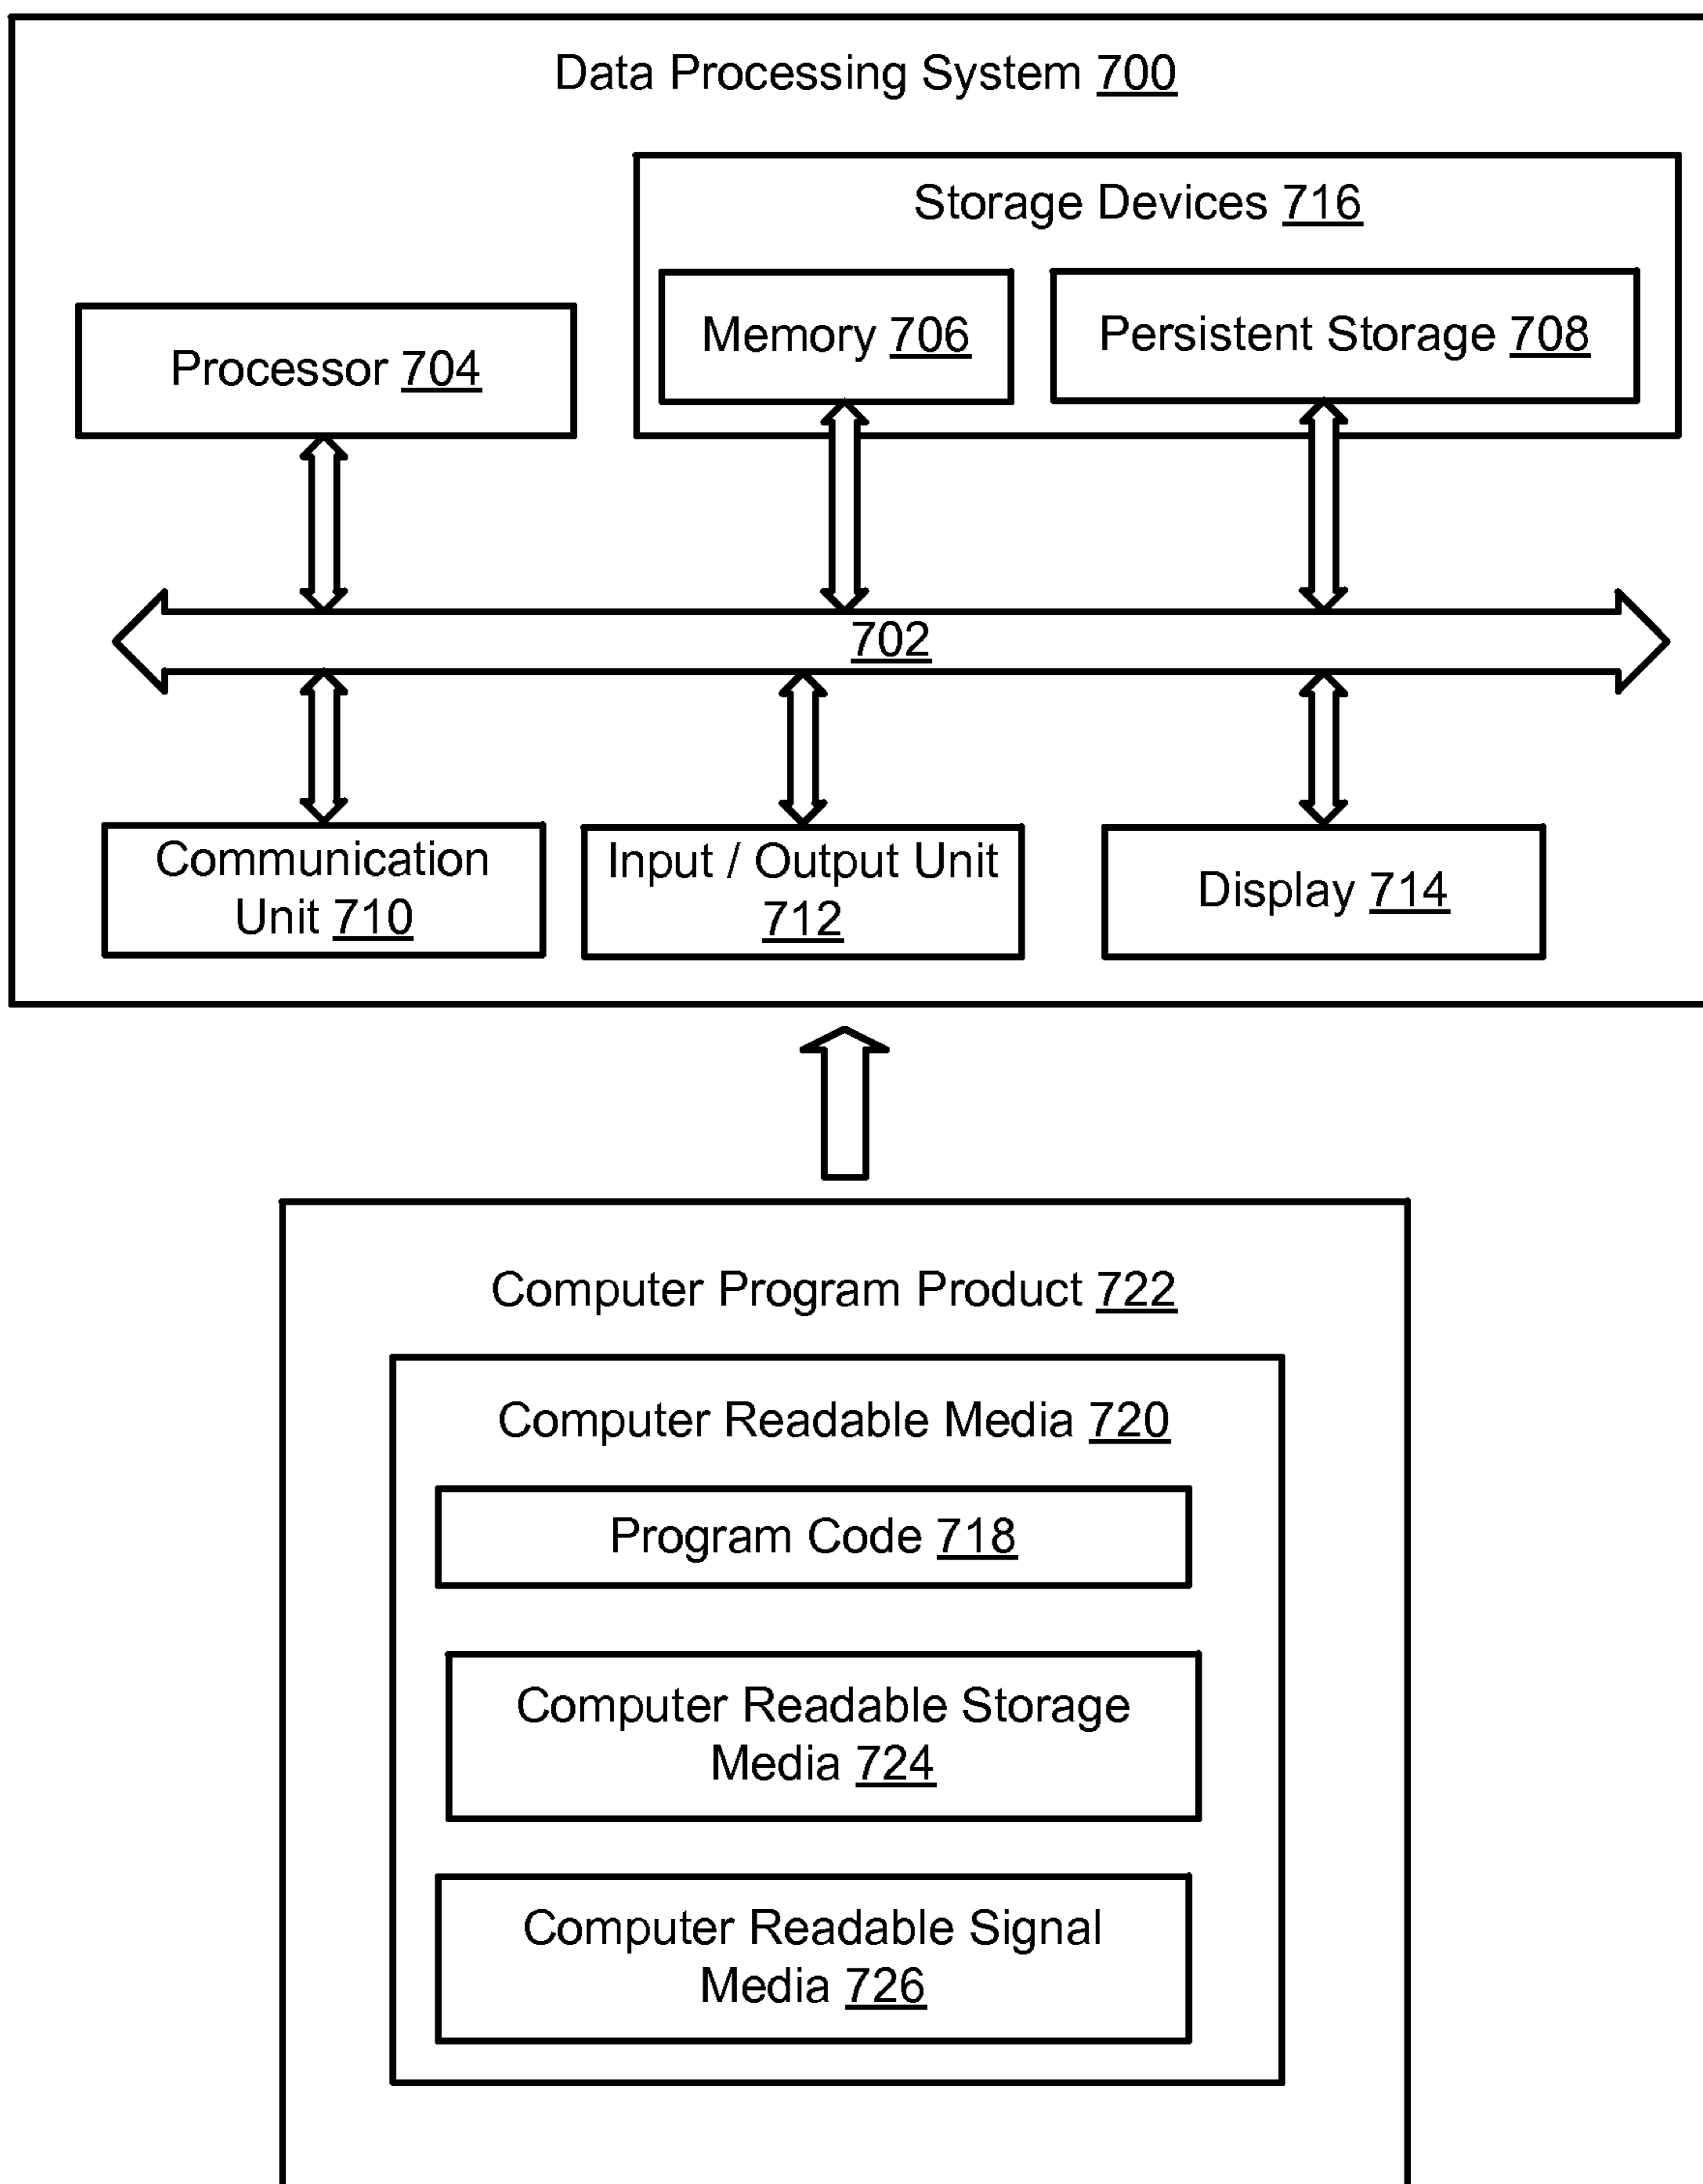 Data Processing System 700
Storage Devices 716
Memory 706
Persistent Storage 708
Processor 704
702
Communication
Unit 710
Input / Output Unit
712
Display 714
Computer Program Product 722
Computer Readable Media 720
Program Code 718
Computer Readable Storage
Media 724
Computer Readable Signal
Media 726